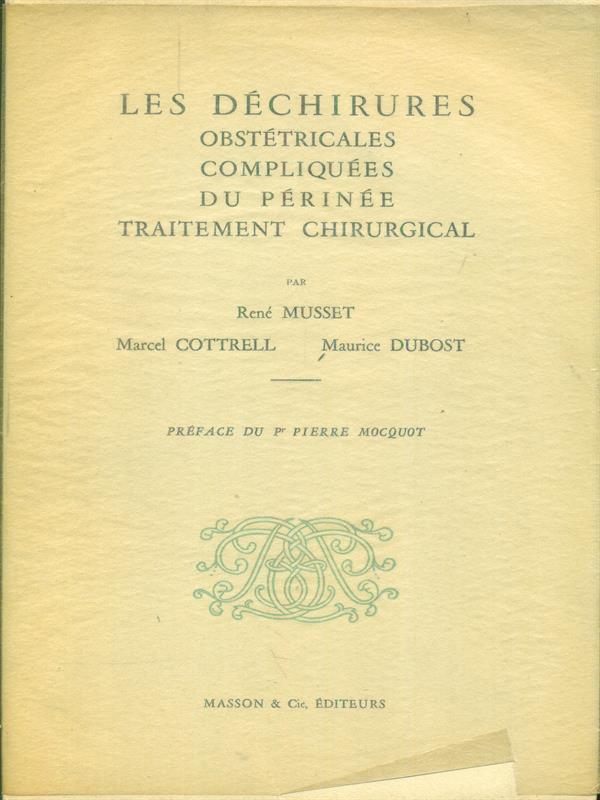 LES DÉCHIRURES
OBSTÉTRICALES
COMPLIQUÉES
DU PÉRINÉE
TRAITEMENT CHIRURGICAL
PAR
René MUSSET
Marcel COTTRELL Maurice DUBOST
PRÉFACE DU Pr PIERRE MOCQUOT
MASSON & Cie, ÉDITEURS